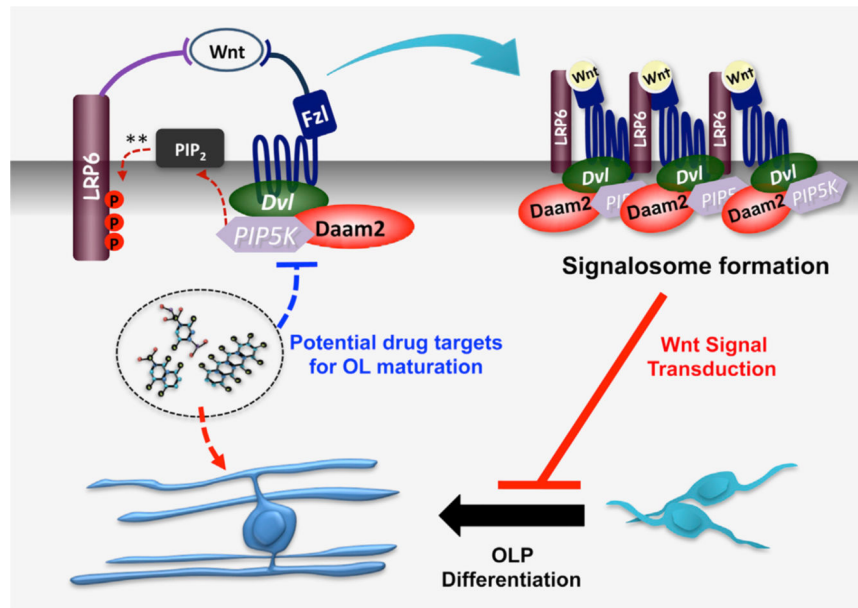 Wnt
Fzl
LRP6
**
PIP2
P
P
P
Dvl
PIP5K
Daam2
Wnt
Wnt
Wnt
LRP6
LRP6
LRP6
Dvl
Dvl
Dvl
Daam2
Daam2
Daam2
PIP5
PIP5K
Signalosome formation
Potential drug targets
for OL maturation
Wnt Signal
Transduction
OLP
Differentiation